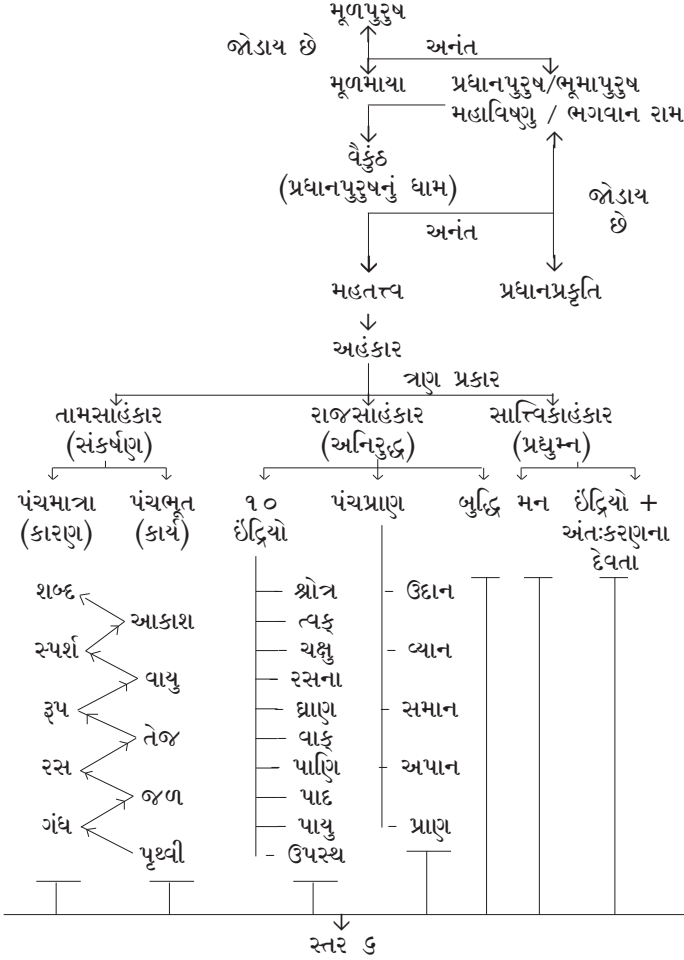 મૂળપુરુષ
જોડાય છે
અનંત
મૂળમાયા
પ્રધાનપુરુષ/ભૂમાપુરુષ
મહાવિષ્ણુ / ભગવાન રામ
વૈકુંઠ
(પ્રધાનપુરુષનું ધામ)
જોડાય
છે
અનંત
મહતત્ત્વ
પ્રધાનપ્રકૃતિ
અહંકાર
ત્રણ પ્રકાર
તામસાહંકાર
(સંકર્ષણ)
રાજસાહંકાર
(અનિરુદ્ધ)
સાત્ત્વિકાહંકાર
(પ્રદ્યુમ્ન)
પંચમાત્રા
(કારણ)
પંચભૂત
(કાર્ય)
૧૦
ઇંદ્રિયો
પંચપ્રાણ
બુદ્ધિ
મન
ઇંદ્રિયો +
અંતઃકરણના
દેવતા
શબ્દ
આકાશ
સ્પર્શ
વાયુ
રૂપ
તેજ
રસ
જળ
ગંધ
પૃથ્વી
શ્રોત્ર
ત્વક્
ચક્ષુ
રસના
ઘ્રાણ
વાક્
પાણિ
પાદ
પાયુ
ઉપસ્થ
ઉદાન
વ્યાન
સમાન
અપાન
પ્રાણ
સ્તર ૬